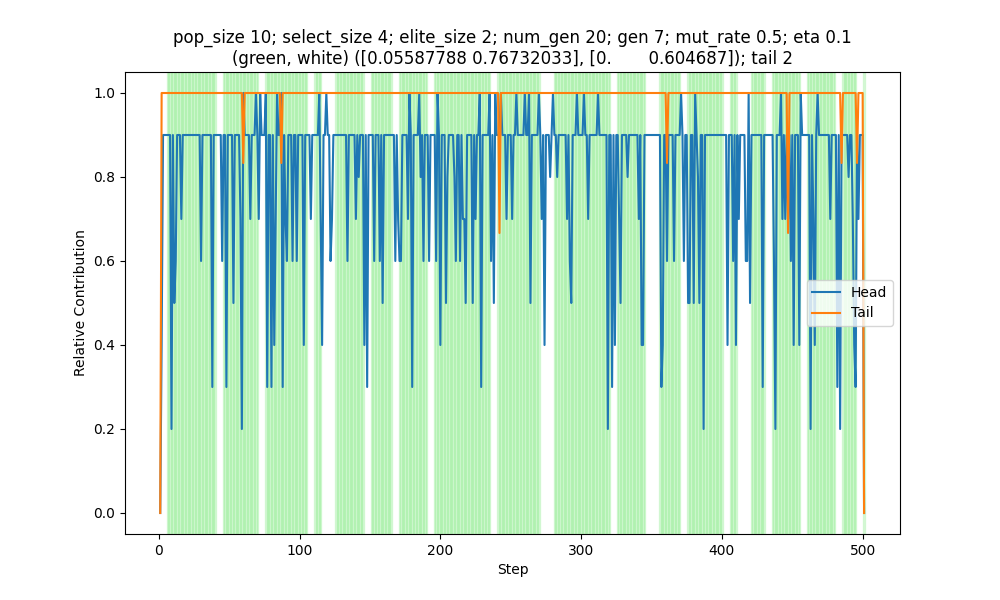 pop_size 10; select_size 4; elite_size 2; num_gen 20; gen 7; mut_rate 0.5; eta 0.1
(green, white) ([0.05587788 0.76732033], [0. 0.604687]); tail 2
1.0
0.8
0.6
0.4
0.2
0.0
Relative Contribution
Head
Tail
0 100 200 300 400 500
Step